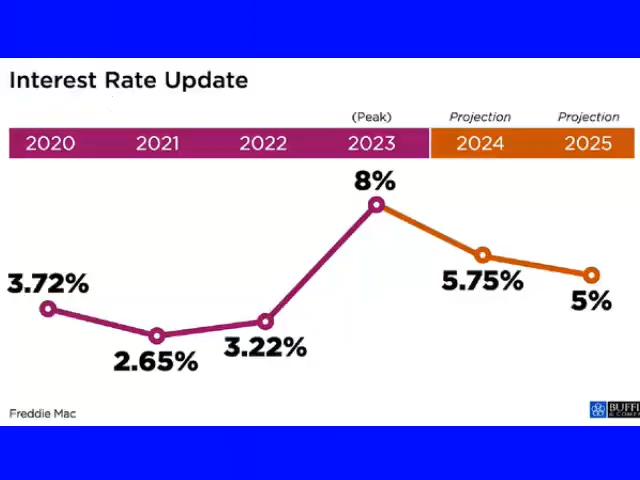 Interest Rate Update
(Peak) Projection Projection
2020 2021 2022 2023 2024 2025
8%
3.72%
5.75%
5%
3.22%
2.65%
Freddie Mac